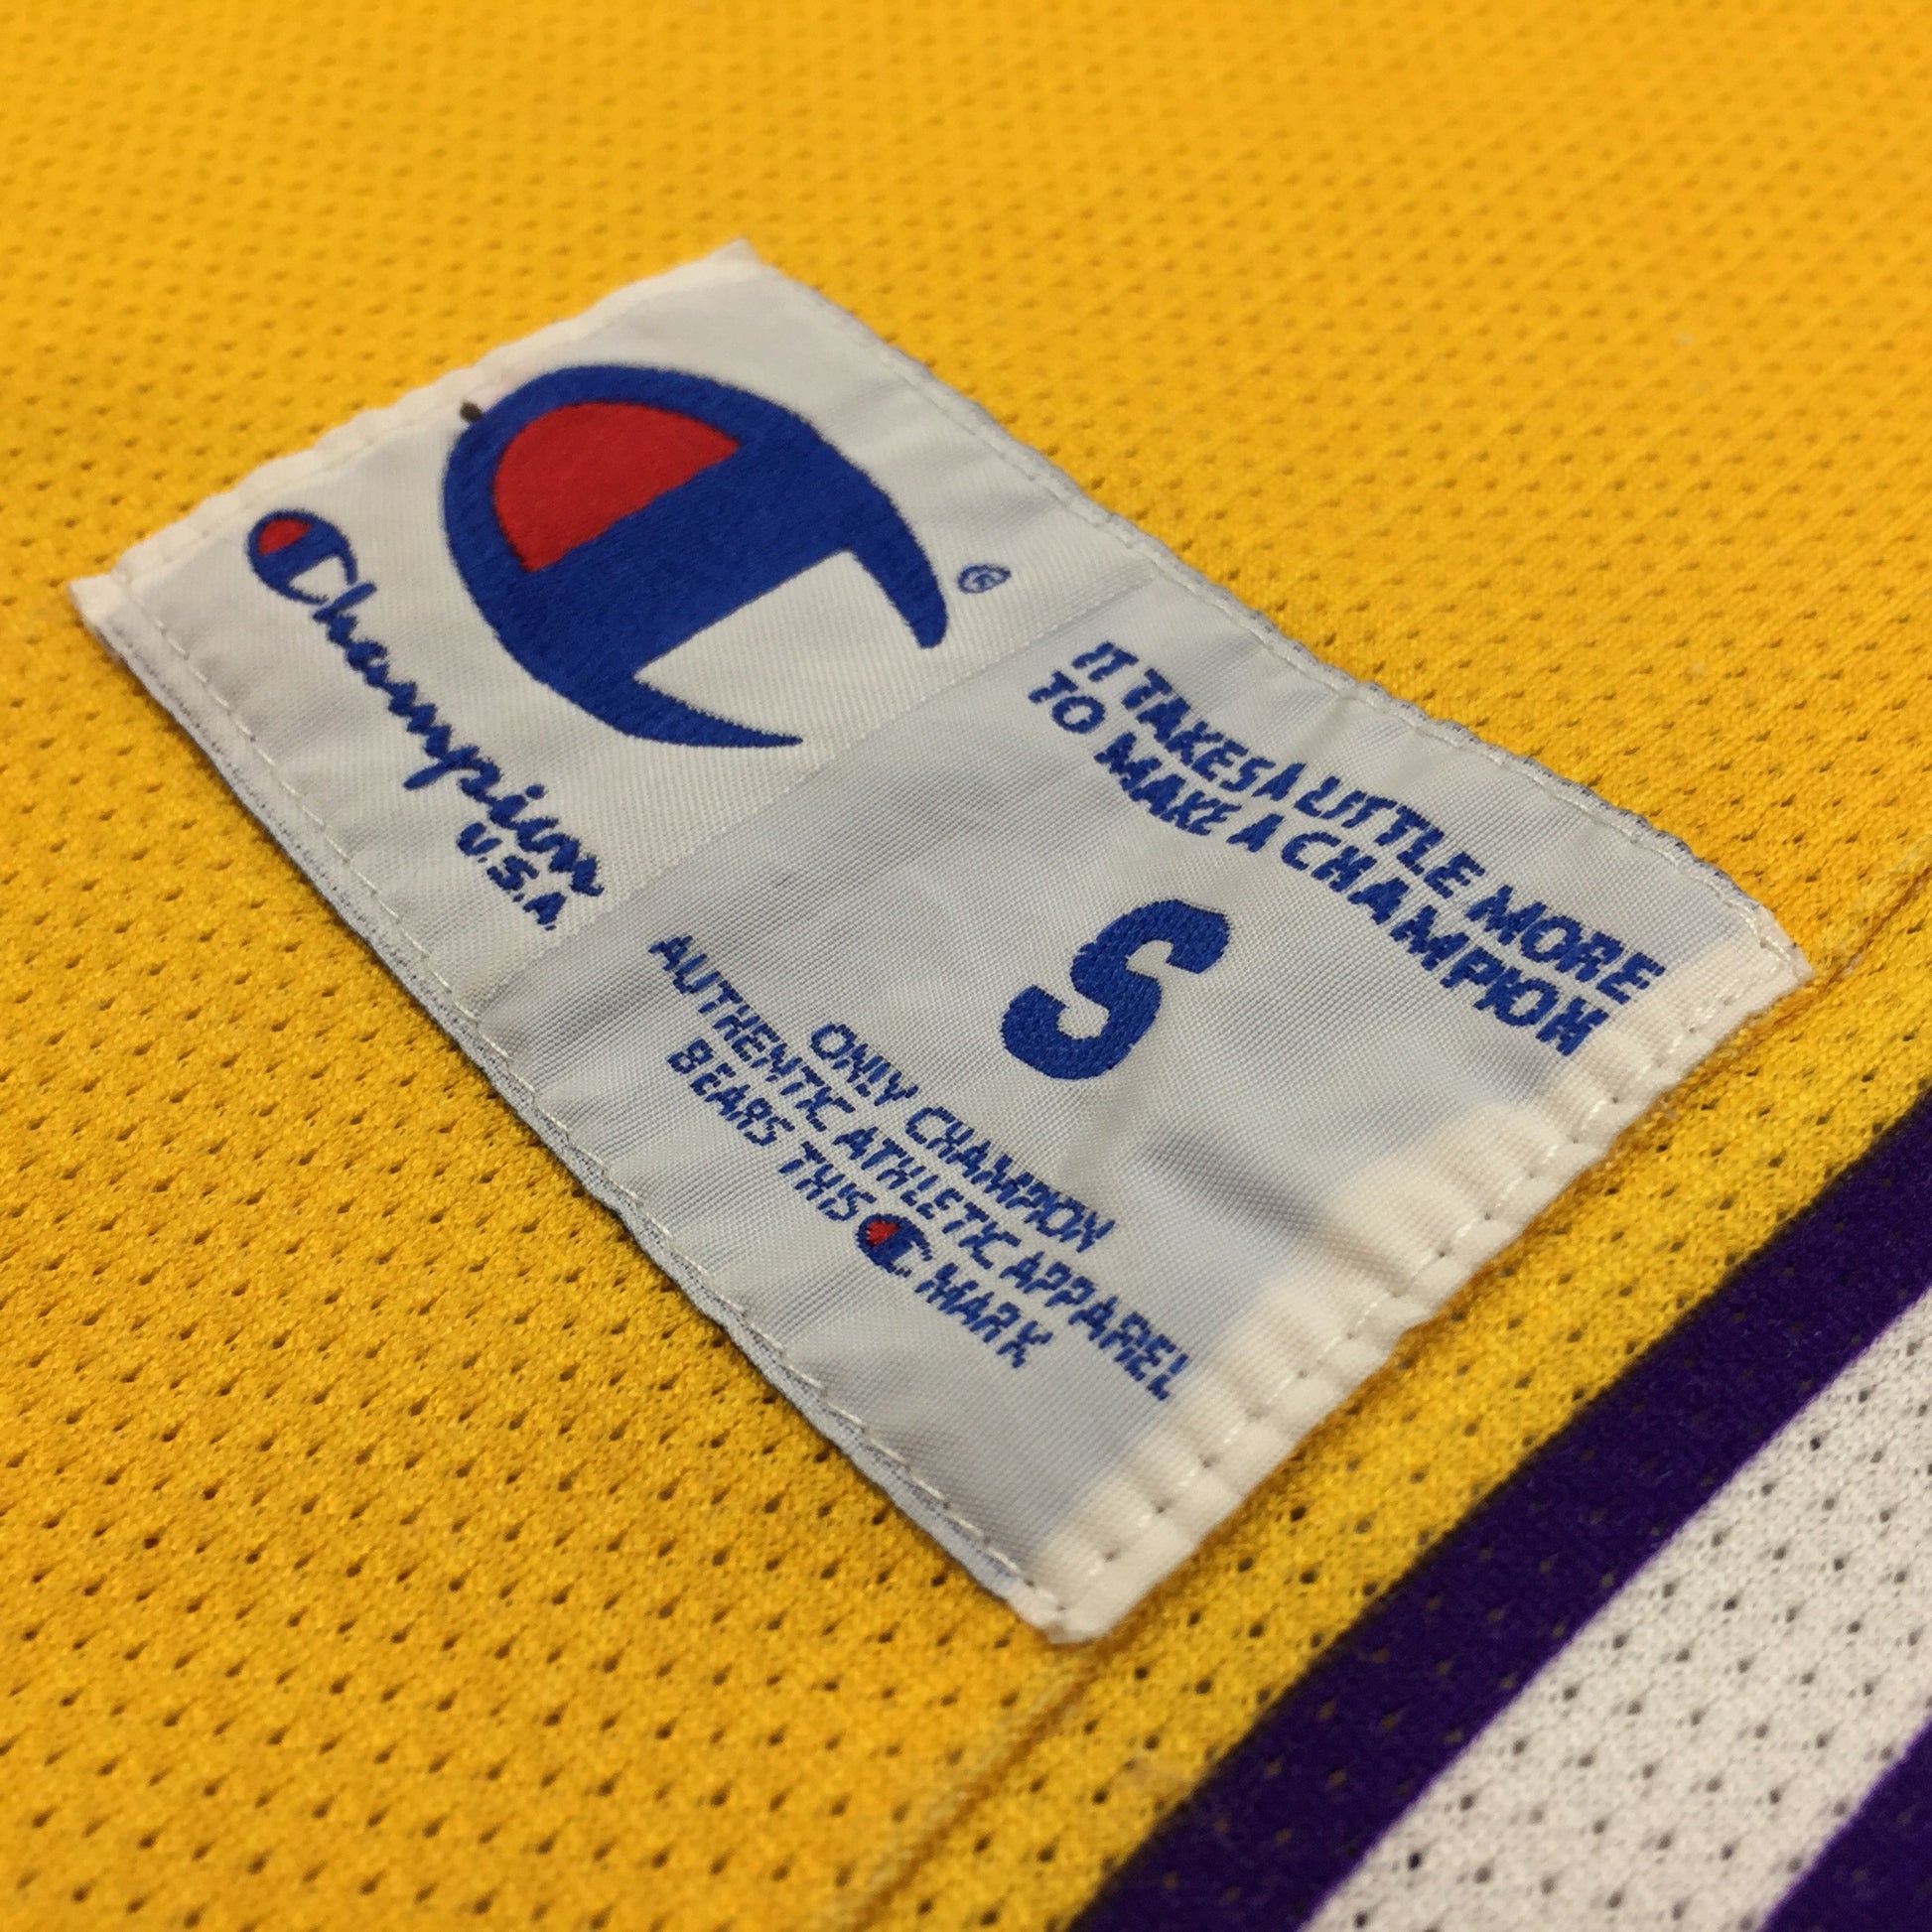 ®
Champion
U.S.A.
IT TAKES A LITTLE MORE
TO MAKE A CHAMPION
S
ONLY CHAMPION
AUTHENTIC ATHLETIC APPAREL
BEARS THIS C MARK